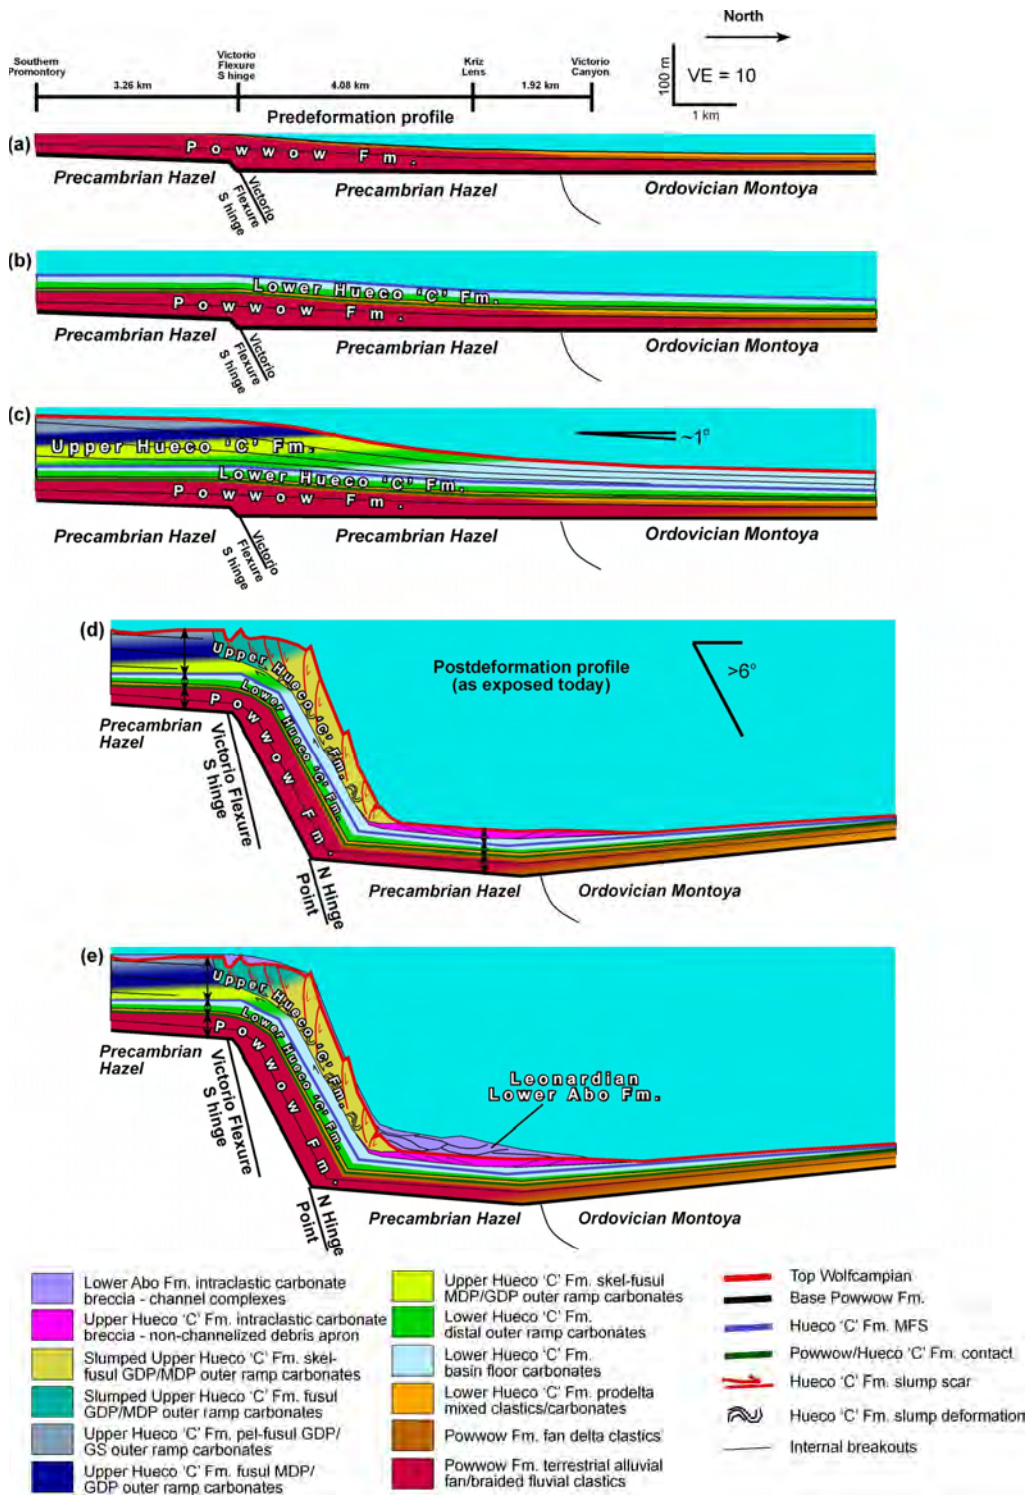 North
Southern
Promontory
Victorio
Flexure
S hinge
Kriz
Lens
Victorio
Canyon
3.26 km
4.08 km
1.92 km
100 m
VE = 10
1 km
Predeformation profile
(a)
Powwow Fm.
Precambrian Hazel
Victorio
Flexure
S hinge
Precambrian Hazel
Ordovician Montoya
(b)
Lower Hueco 'C' Fm.
Powwow Fm.
Precambrian Hazel
Victorio
Flexure
S hinge
Precambrian Hazel
Ordovician Montoya
(c)
~1°
Upper Hueco 'C' Fm.
Lower Hueco 'C' Fm.
Powwow Fm.
Precambrian Hazel
Victorio
Flexure
S hinge
Precambrian Hazel
Ordovician Montoya
(d)
Upper Hueco 'C' Fm.
Lower Hueco 'C' Fm.
Powwow Fm.
Postdeformation profile
(as exposed today)
>6°
Precambrian
Hazel
Victorio Flexure
S hinge
N Hinge
Point
Precambrian Hazel
Ordovician Montoya
(e)
Upper Hueco 'C' Fm.
Lower Hueco 'C' Fm.
Powwow Fm.
Leonardian
Lower Abo Fm.
Precambrian
Hazel
Victorio Flexure
S hinge
N Hinge
Point
Precambrian Hazel
Ordovician Montoya
Lower Abo Fm. intraclastic carbonate
breccia - channel complexes
Upper Hueco 'C' Fm. intraclastic carbonate
breccia - non-channelized debris apron
Slumped Upper Hueco 'C' Fm. skel-
fusul GDP/MDP outer ramp carbonates
Slumped Upper Hueco 'C' Fm. fusul
GDP/MDP outer ramp carbonates
Upper Hueco 'C' Fm. pel-fusul GDP/
GS outer ramp carbonates
Upper Hueco 'C' Fm. fusul MDP/
GDP outer ramp carbonates
Upper Hueco 'C' Fm. skel-fusul
MDP/GDP outer ramp carbonates
Lower Hueco 'C' Fm.
distal outer ramp carbonates
Lower Hueco 'C' Fm.
basin floor carbonates
Lower Hueco 'C' Fm. prodelta
mixed clastics/carbonates
Powwow Fm. fan delta clastics
Powwow Fm. terrestrial alluvial
fan/braided fluvial clastics
Top Wolfcampian
Base Powwow Fm.
Hueco 'C' Fm. MFS
Powwow/Hueco 'C' Fm. contact
Hueco 'C' Fm. slump scar
Hueco 'C' Fm. slump deformation
Internal breakouts